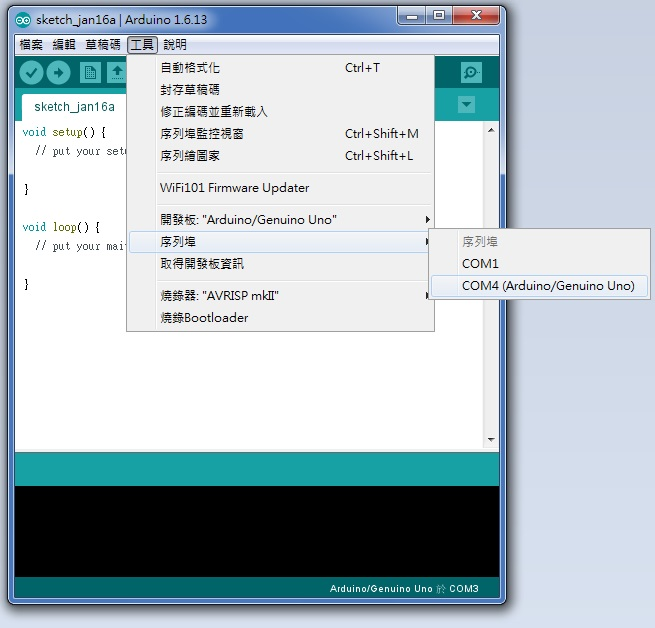 sketch_jan16a | Arduino 1.6.13
檔案 編輯 草稿碼 工具 說明
sketch_jan16a
void setup() {
// put your setu
}
void loop() {
// put your mai
}
自動格式化 Ctrl+T
封存草稿碼
修正編碼並重新載入
序列埠監控視窗 Ctrl+Shift+M
序列繪圖家 Ctrl+Shift+L
WiFi101 Firmware Updater
開發板: "Arduino/Genuino Uno"
序列埠
取得開發板資訊
燒錄器: "AVRISP mkII"
燒錄Bootloader
序列埠
COM1
COM4 (Arduino/Genuino Uno)
Arduino/Genuino Uno 於 COM3